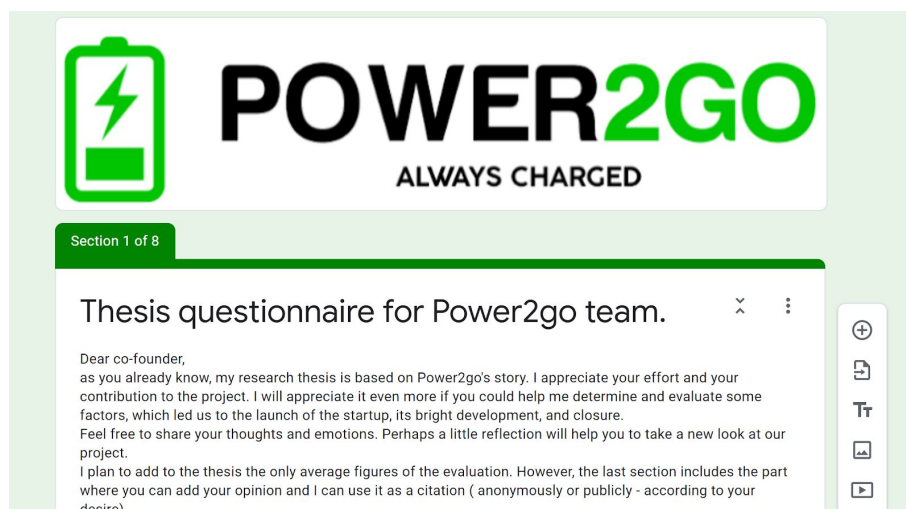 POWER2GO
ALWAYS CHARGED
Section 1 of 8
Thesis questionnaire for Power2go team.
Dear co-founder,
as you already know, my research thesis is based on Power2go's story. I appreciate your effort and your
contribution to the project. I will appreciate it even more if you could help me determine and evaluate some
factors, which led us to the launch of the startup, its bright development, and closure.
Feel free to share your thoughts and emotions. Perhaps a little reflection will help you to take a new look at our
project.
I plan to add to the thesis the only average figures of the evaluation. However, the last section includes the part
where you can add your opinion and I can use it as a citation ( anonymously or publicly - according to your
desire)
Tт